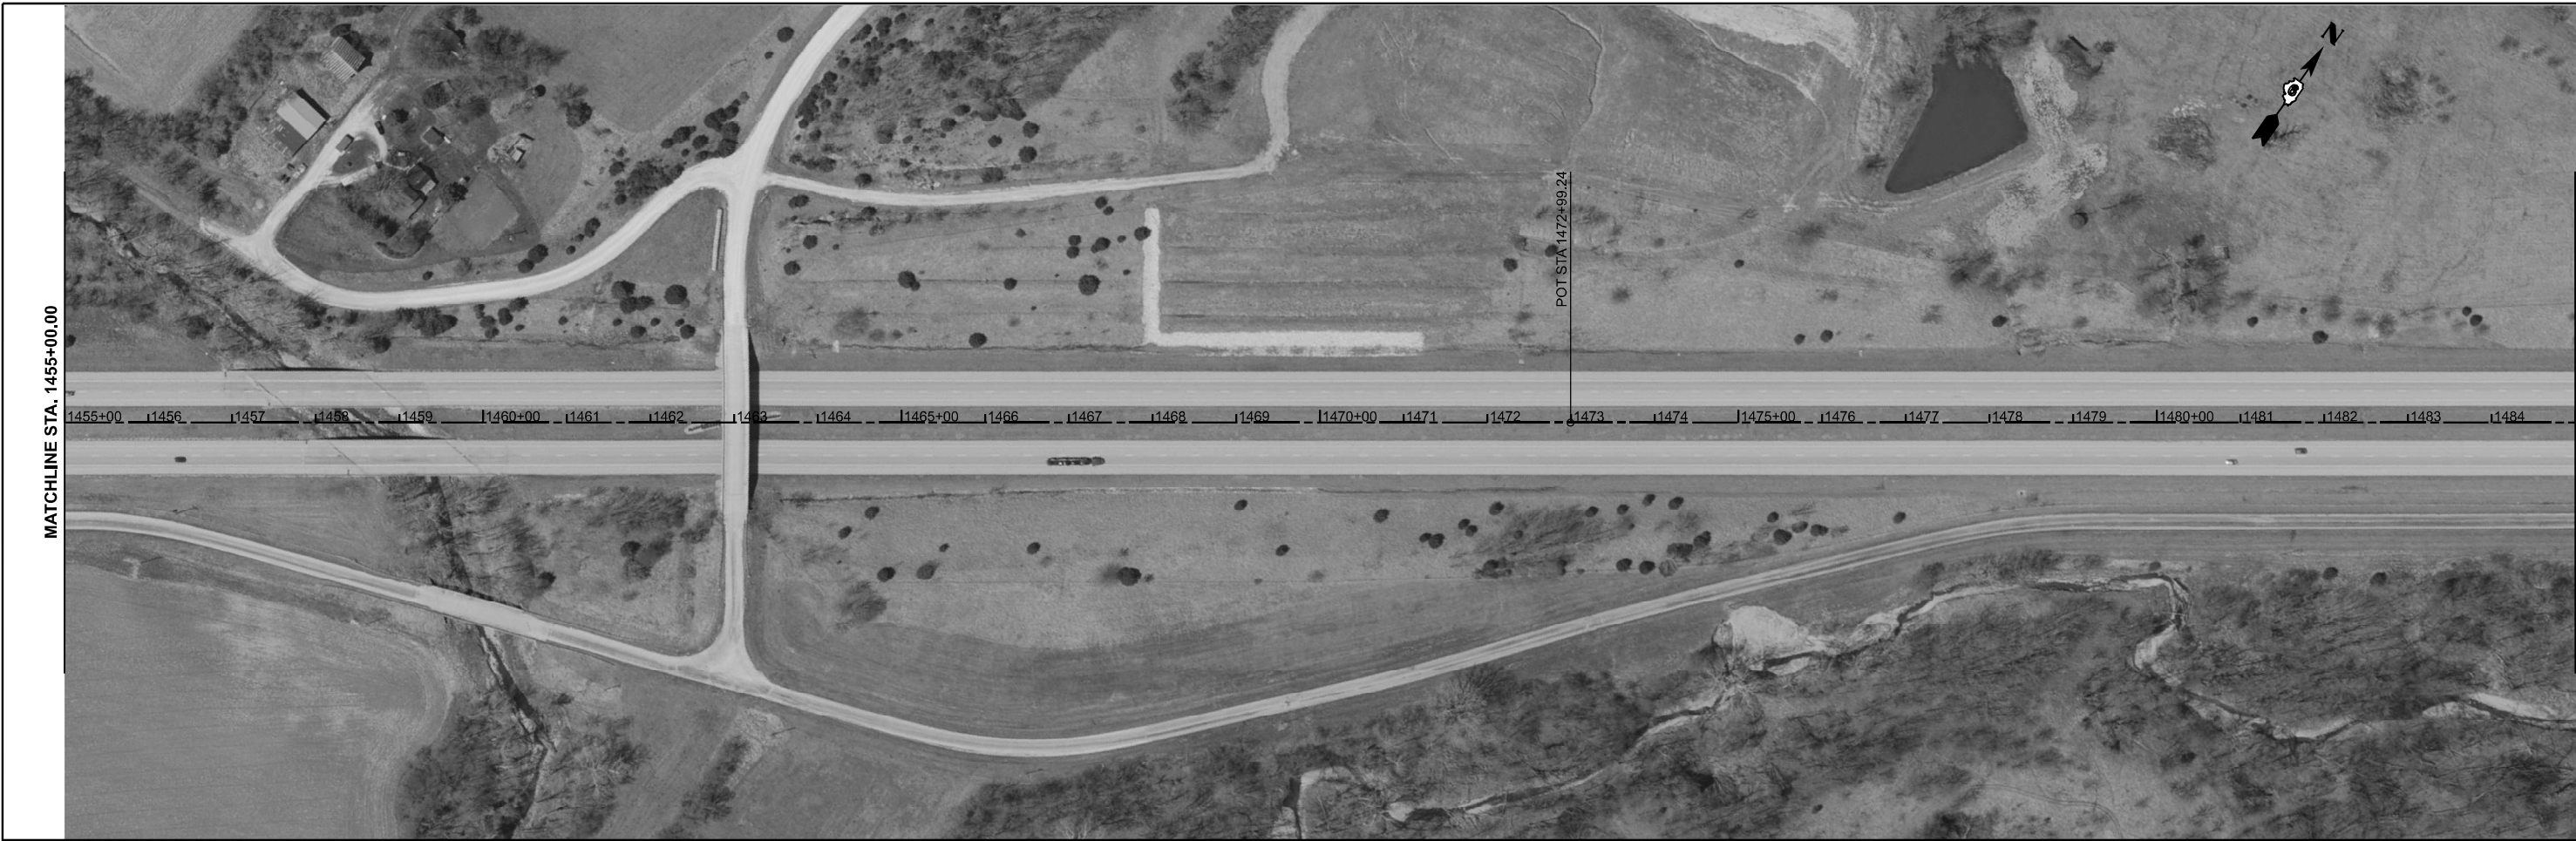 N
POT STA 1472+99.24
MATCHLINE STA. 1455+00.00
1455+00 1456 1457 1458 1459 1460+00 1461 1462 1463 1464 1465+00 1466 1467 1468 1469 1470+00 1471 1472 1473 1474 1475+00 1476 1477 1478 1479 1480+00 1481 1482 1483 1484